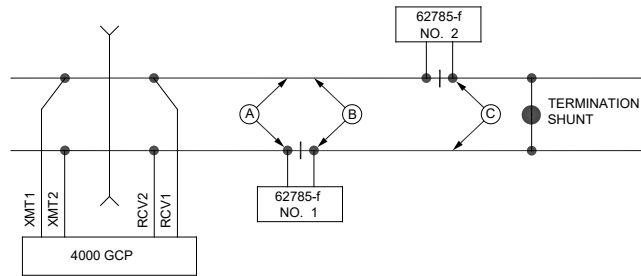 62785-f
NO. 2
A
B
C
TERMINATION
SHUNT
XMT1
XMT2
RCV2
RCV1
62785-f
NO. 1
4000 GCP